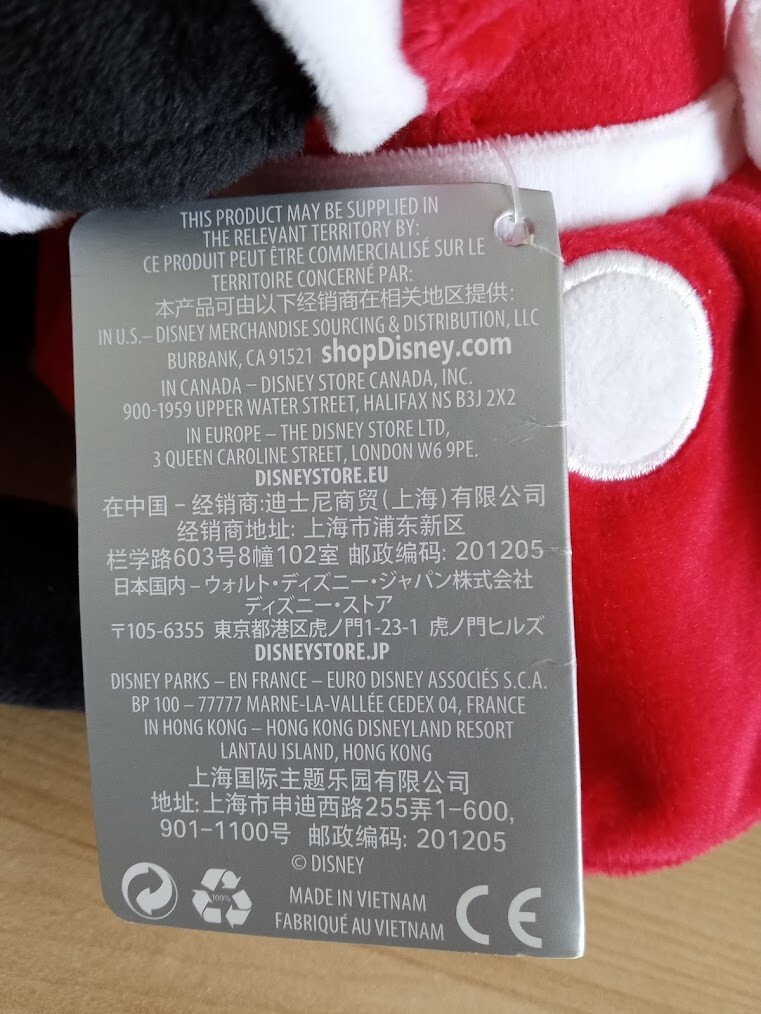 THIS PRODUCT MAY BE SUPPLIED IN
THE RELEVANT TERRITORY BY:
CE PRODUIT PEUT ÊTRE COMMERCIALISÉ SUR LE
TERRITOIRE CONCERNÉ PAR:
本产品可由以下经销商在相关地区提供:
IN U.S.– DISNEY MERCHANDISE SOURCING & DISTRIBUTION, LLC
BURBANK, CA 91521 shopDisney.com
IN CANADA – DISNEY STORE CANADA, INC.
900-1959 UPPER WATER STREET, HALIFAX NS B3J 2X2
IN EUROPE – THE DISNEY STORE LTD,
3 QUEEN CAROLINE STREET, LONDON W6 9PE.
DISNEYSTORE.EU
在中国 – 经销商:迪士尼商贸(上海)有限公司
经销商地址: 上海市浦东新区
栏学路603号8幢102室 邮政编码: 201205
日本国内 – ウォルト・ディズニー・ジャパン株式会社
ディズニー・ストア
〒105-6355 東京都港区虎ノ門1-23-1 虎ノ門ヒルズ
DISNEYSTORE.JP
DISNEY PARKS – EN FRANCE – EURO DISNEY ASSOCIÉS S.C.A.
BP 100 – 77777 MARNE-LA-VALLÉE CEDEX 04, FRANCE
IN HONG KONG – HONG KONG DISNEYLAND RESORT
LANTAU ISLAND, HONG KONG
上海国际主题乐园有限公司
地址: 上海市申迪西路255弄1-600,
901-1100号 邮政编码: 201205
© DISNEY
100%
MADE IN VIETNAM
FABRIQUÉ AU VIETNAM
CE